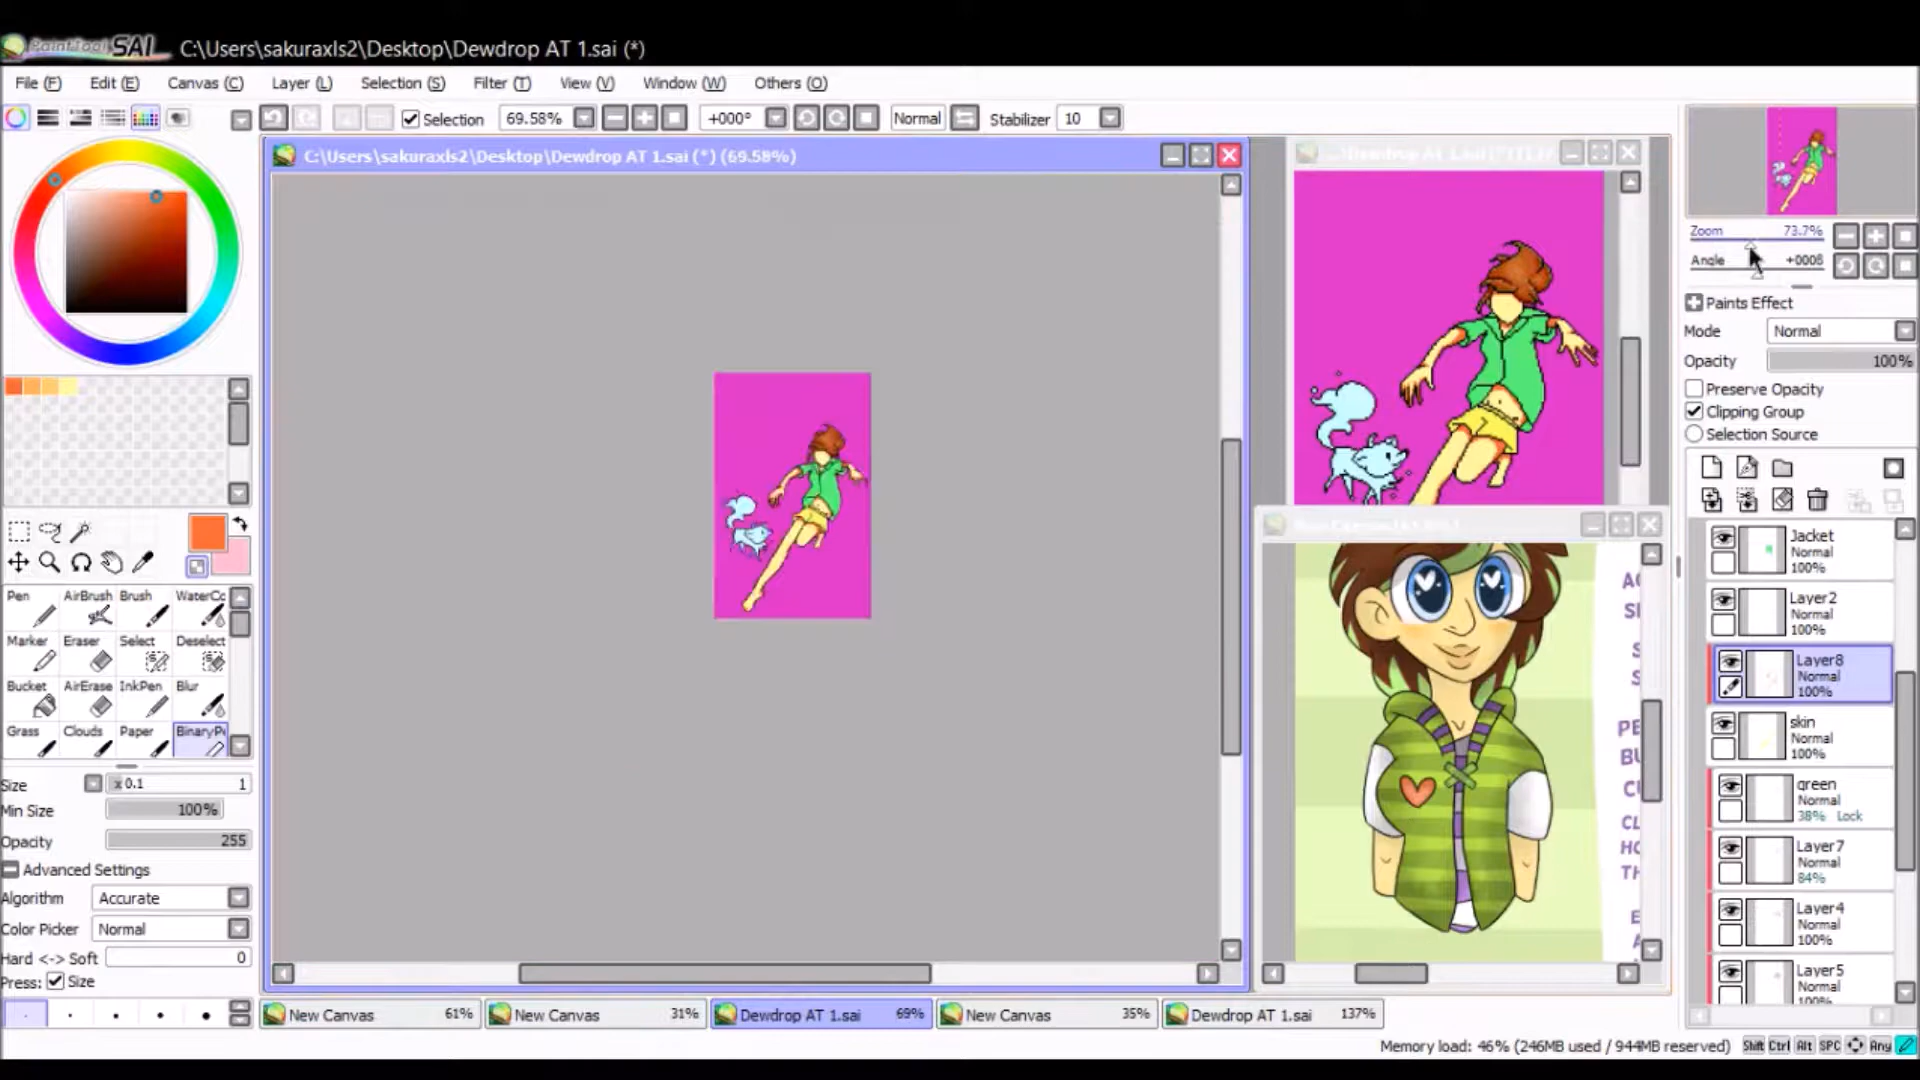 PaintTool SAI C:\Users\sakuraxls2\Desktop\Dewdrop AT 1.sai (*)
File (F) Edit (E) Canvas (C) Layer (L) Selection (S) Filter (T) View (V) Window (W) Others (O)
Selection 69.58% +000° Normal Stabilizer 10
C:\Users\sakuraxls2\Desktop\Dewdrop AT 1.sai (*) (69.58%)
Zoom 73.7%
Angle +0008
Paints Effect
Mode Normal
Opacity 100%
Preserve Opacity
Clipping Group
Selection Source
Jacket
Normal
100%
Layer2
Normal
100%
Layer8
Normal
100%
skin
Normal
100%
green
Normal
38% Lock
Layer7
Normal
84%
Layer4
Normal
100%
Layer5
Normal
100%
Pen AirBrush Brush WaterCo
Marker Eraser Select Deselect
Bucket AirErase InkPen Blur
Grass Clouds Paper BinaryPe
Size x 0.1 1
Min Size 100%
Opacity 255
Advanced Settings
Algorithm Accurate
Color Picker Normal
Hard <-> Soft 0
Press: Size
New Canvas 61% New Canvas 31% Dewdrop AT 1.sai 69% New Canvas 35% Dewdrop AT 1.sai 137%
Memory load: 46% (246MB used / 944MB reserved) Shift Ctrl Alt SPC Any